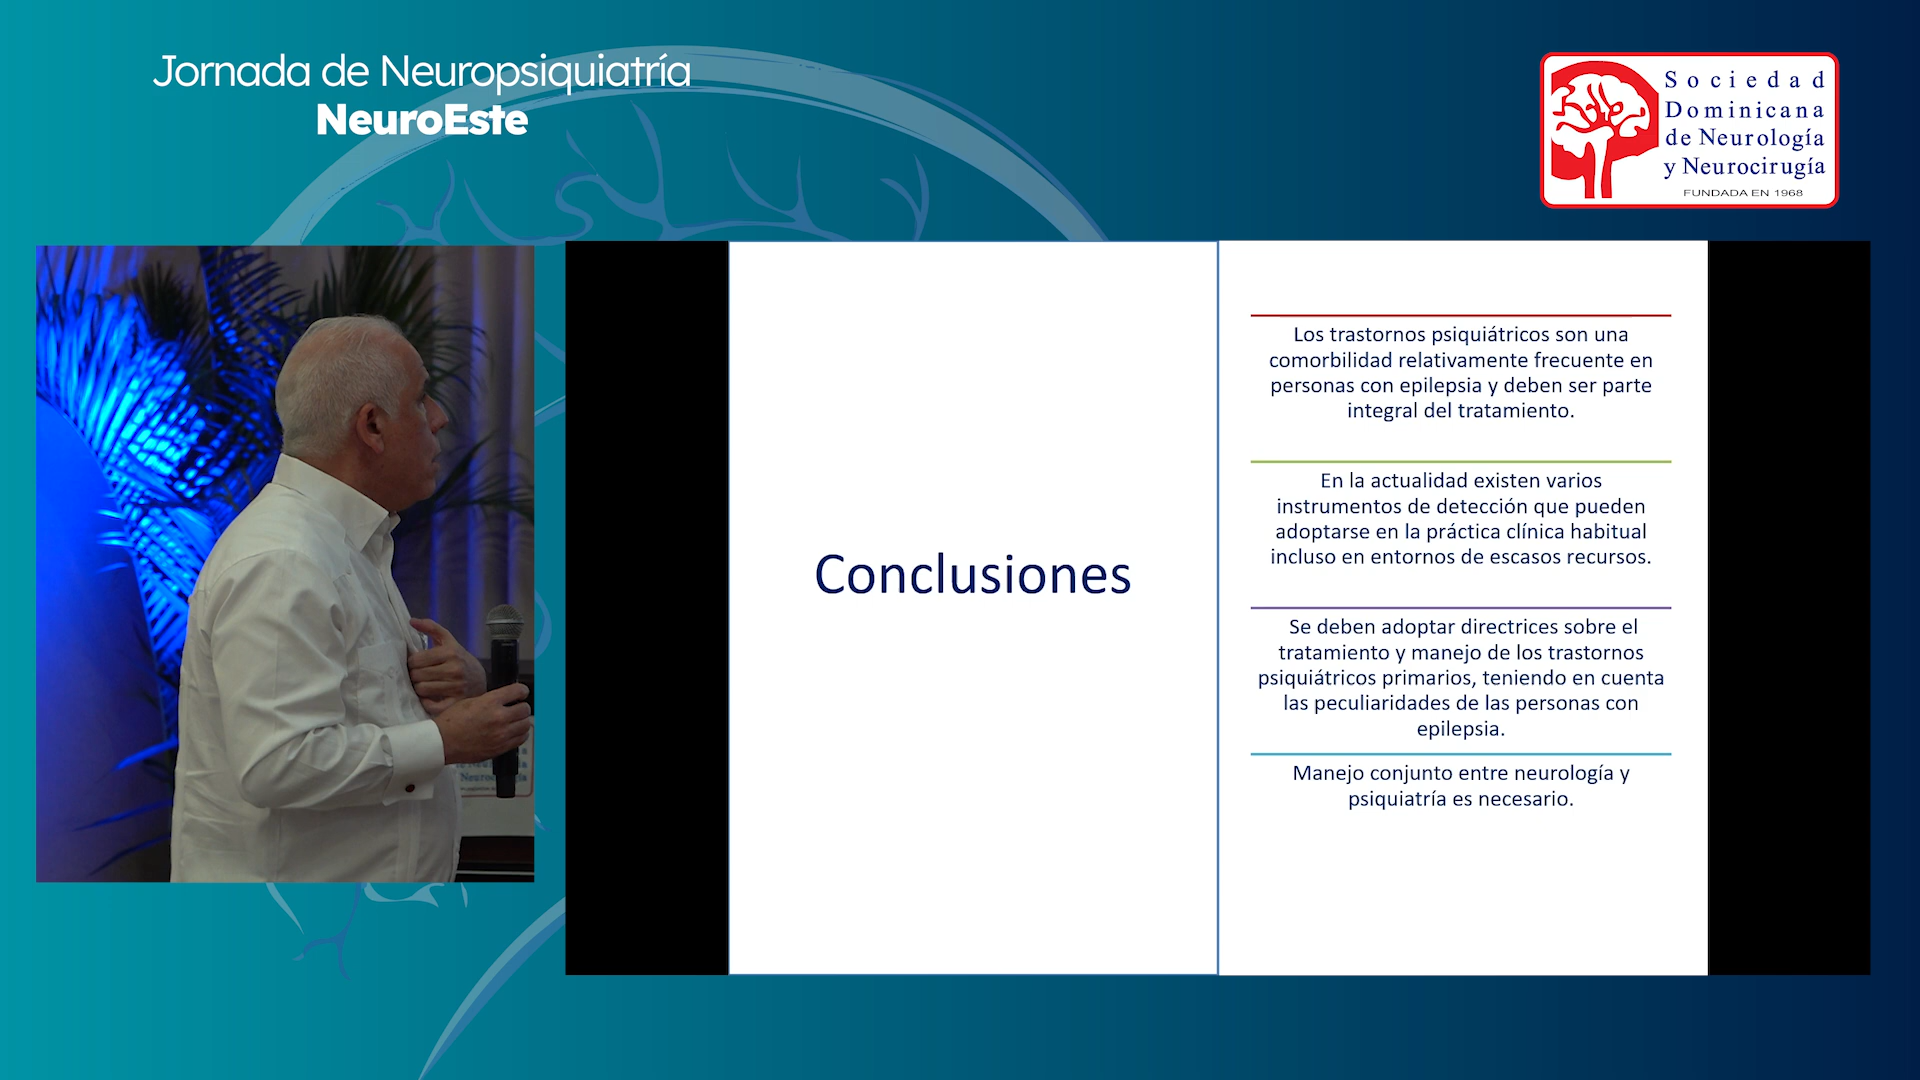 Jornada de Neuropsiquiatría
NeuroEste
Sociedad
Dominicana
de Neurología
y Neurocirugía
FUNDADA EN 1968
Conclusiones
Los trastornos psiquiátricos son una
comorbilidad relativamente frecuente en
personas con epilepsia y deben ser parte
integral del tratamiento.
En la actualidad existen varios
instrumentos de detección que pueden
adoptarse en la práctica clínica habitual
incluso en entornos de escasos recursos.
Se deben adoptar directrices sobre el
tratamiento y manejo de los trastornos
psiquiátricos primarios, teniendo en cuenta
las peculiaridades de las personas con
epilepsia.
Manejo conjunto entre neurología y
psiquiatría es necesario.